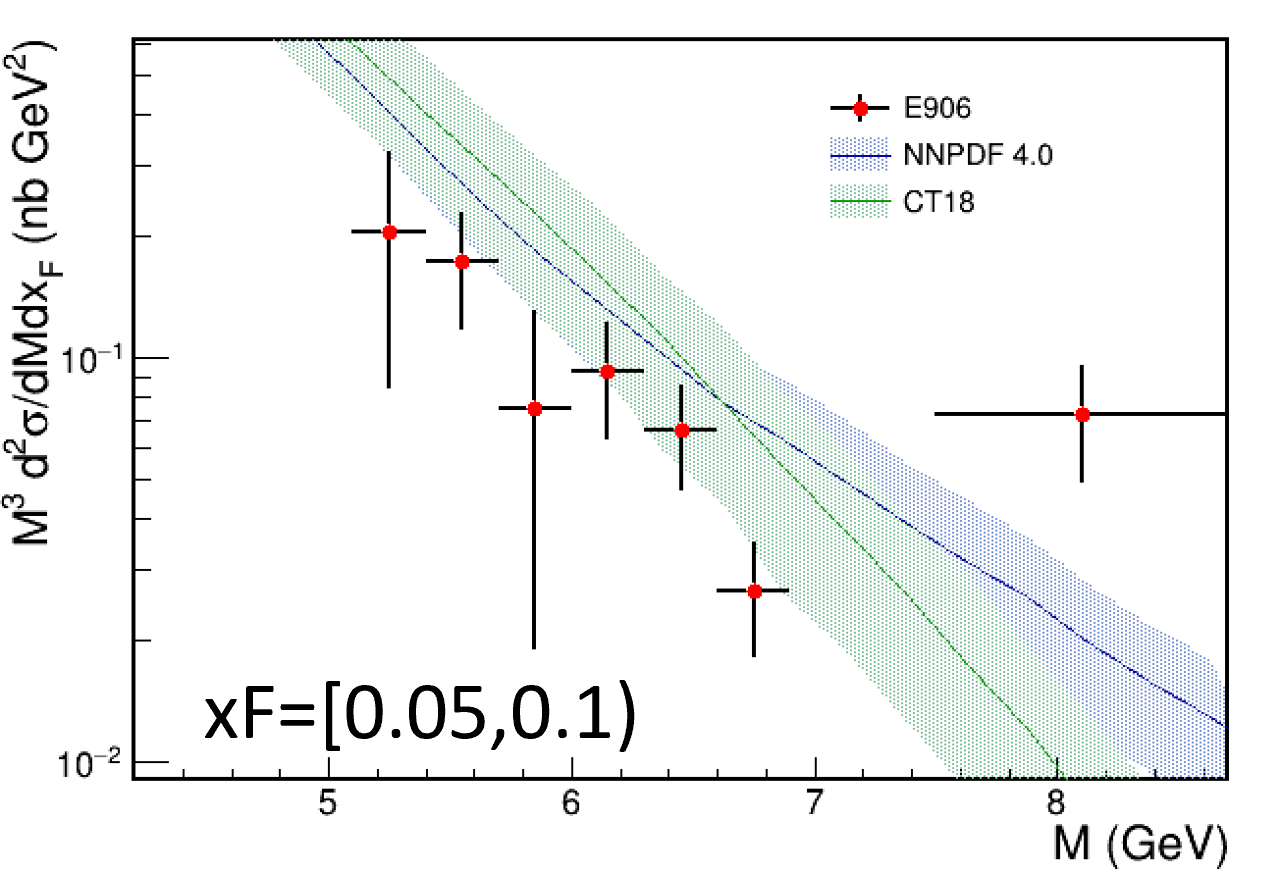 M³ d²σ/dMdx_F (nb GeV²)
E906
NNPDF 4.0
CT18
10⁻¹
10⁻²
xF=[0.05,0.1)
5 6 7 8
M (GeV)